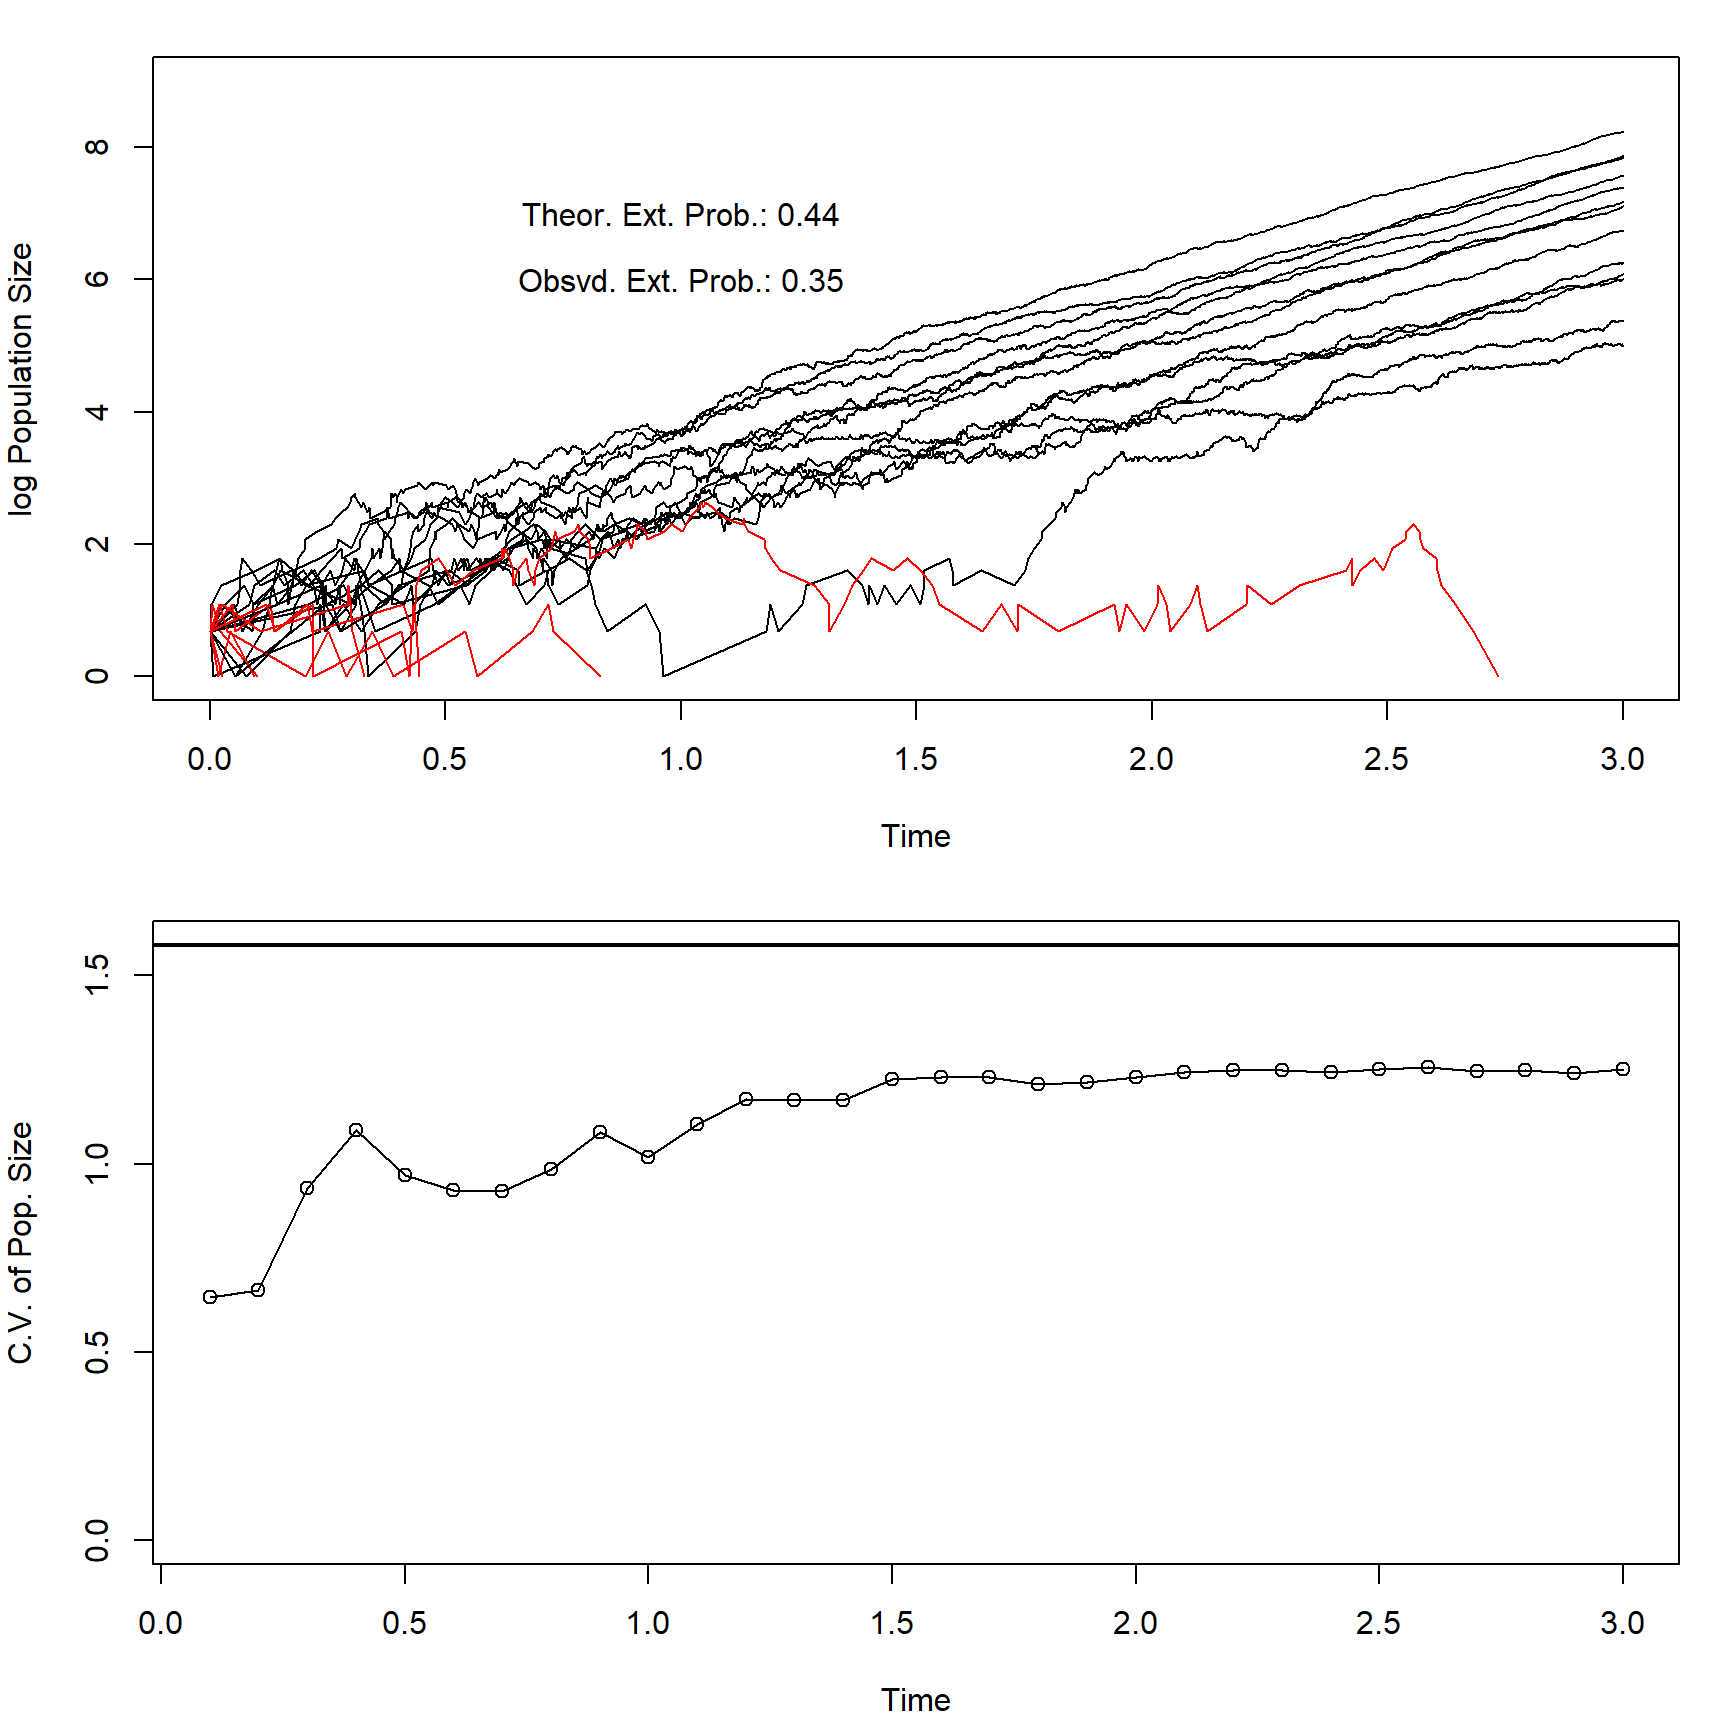 log Population Size
8
6
4
2
0
Theor. Ext. Prob.: 0.44
Obsvd. Ext. Prob.: 0.35
0.0 0.5 1.0 1.5 2.0 2.5 3.0
Time
C.V. of Pop. Size
1.5
1.0
0.5
0.0
0.0 0.5 1.0 1.5 2.0 2.5 3.0
Time